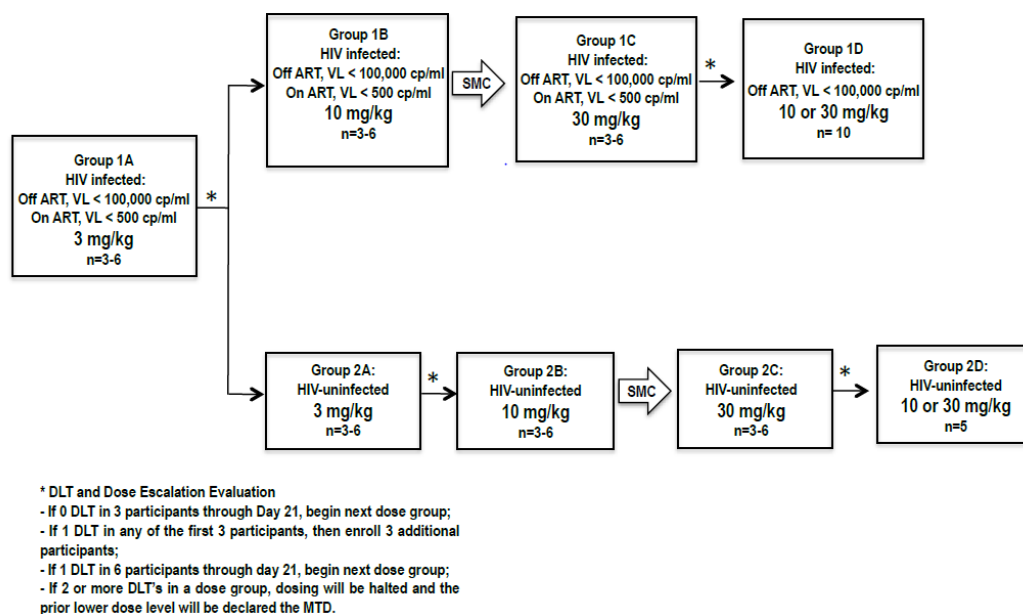 Group 1B
HIV infected:
Off ART, VL < 100,000 cp/ml
On ART, VL < 500 cp/ml
10 mg/kg
n=3-6
SMC
Group 1C
HIV infected:
Off ART, VL < 100,000 cp/ml
On ART, VL < 500 cp/ml
30 mg/kg
n=3-6
*
Group 1D
HIV infected:
Off ART, VL < 100,000 cp/ml
10 or 30 mg/kg
n= 10
Group 1A
HIV infected:
Off ART, VL < 100,000 cp/ml
On ART, VL < 500 cp/ml
3 mg/kg
n=3-6
*
Group 2A:
HIV-uninfected
3 mg/kg
n=3-6
*
Group 2B:
HIV-uninfected
10 mg/kg
n=3-6
SMC
Group 2C:
HIV-uninfected
30 mg/kg
n=3-6
*
Group 2D:
HIV-uninfected
10 or 30 mg/kg
n=5
* DLT and Dose Escalation Evaluation
- If 0 DLT in 3 participants through Day 21, begin next dose group;
- If 1 DLT in any of the first 3 participants, then enroll 3 additional
participants;
- If 1 DLT in 6 participants through day 21, begin next dose group;
- If 2 or more DLT's in a dose group, dosing will be halted and the
prior lower dose level will be declared the MTD.